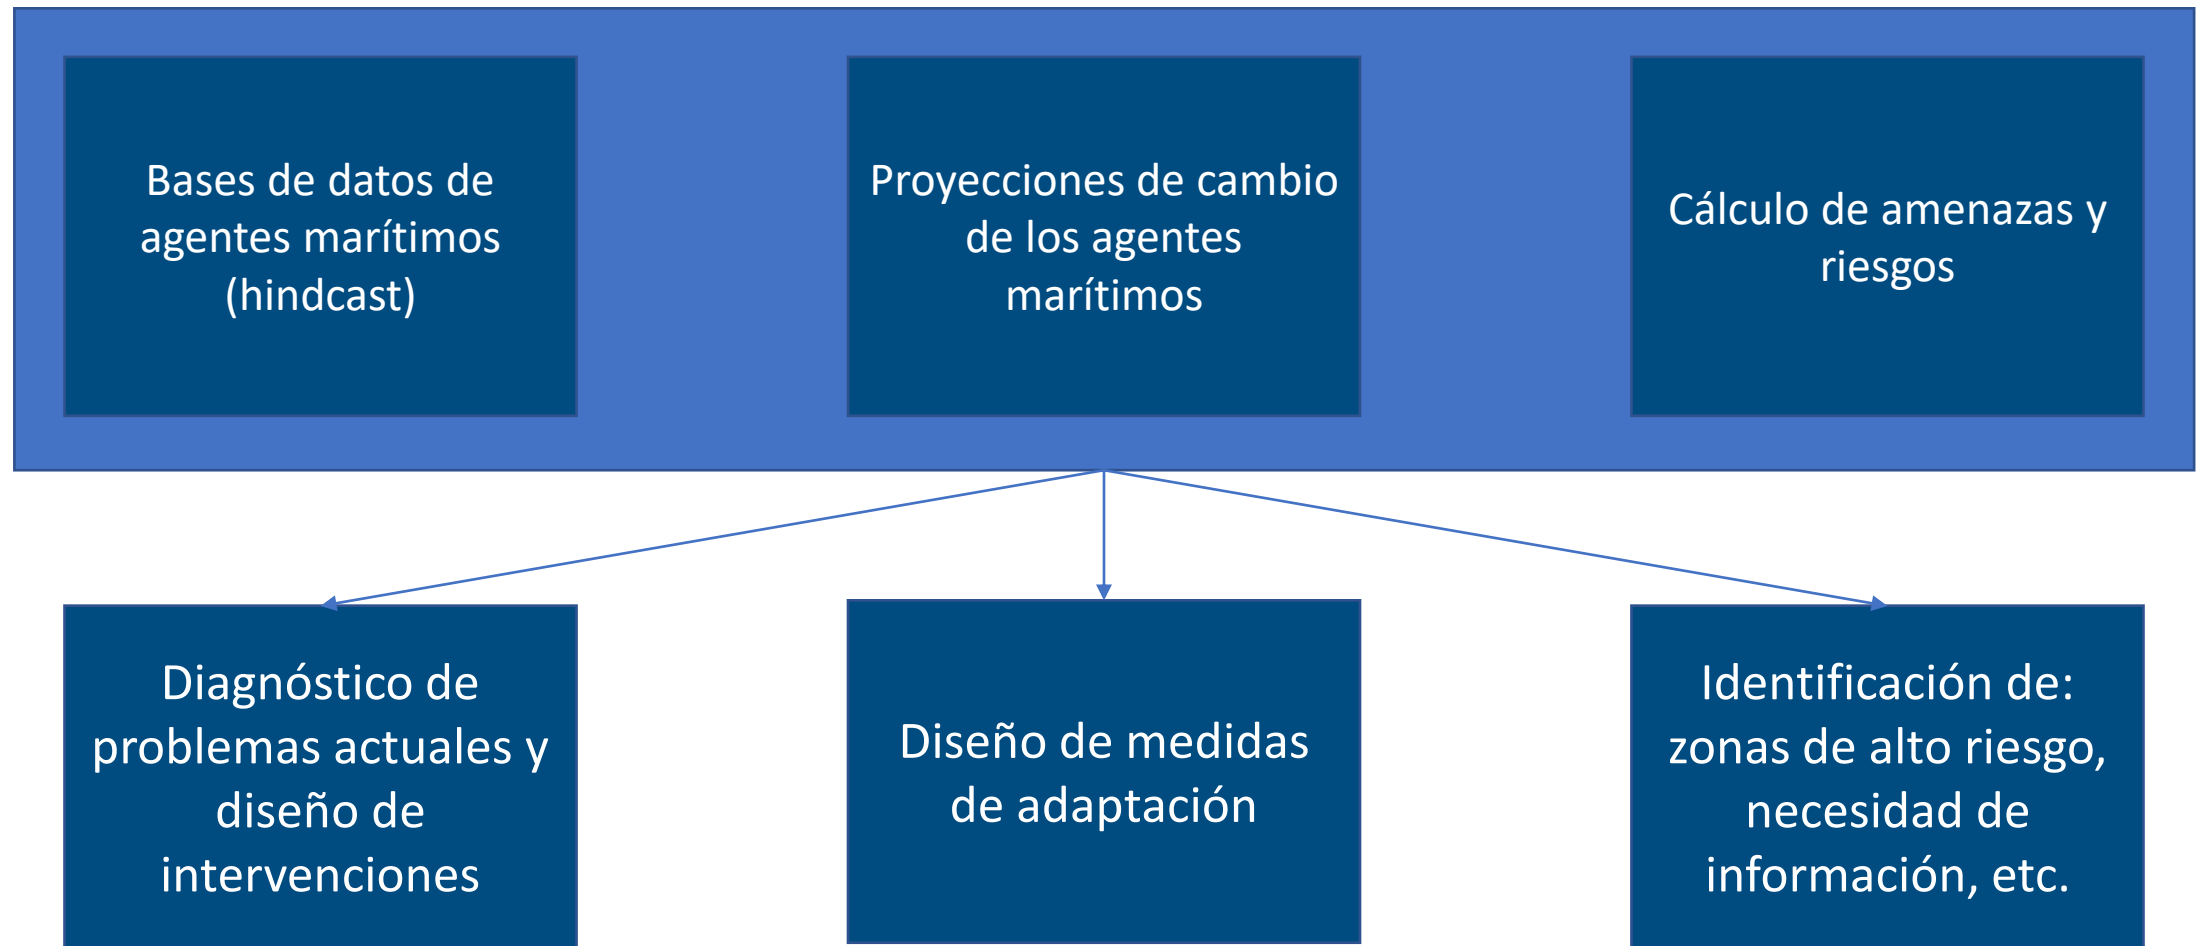 Bases de datos de
agentes marítimos
(hindcast)
Proyecciones de cambio
de los agentes
marítimos
Cálculo de amenazas y
riesgos
Diagnóstico de
problemas actuales y
diseño de
intervenciones
Diseño de medidas
de adaptación
Identificación de:
zonas de alto riesgo,
necesidad de
información, etc.